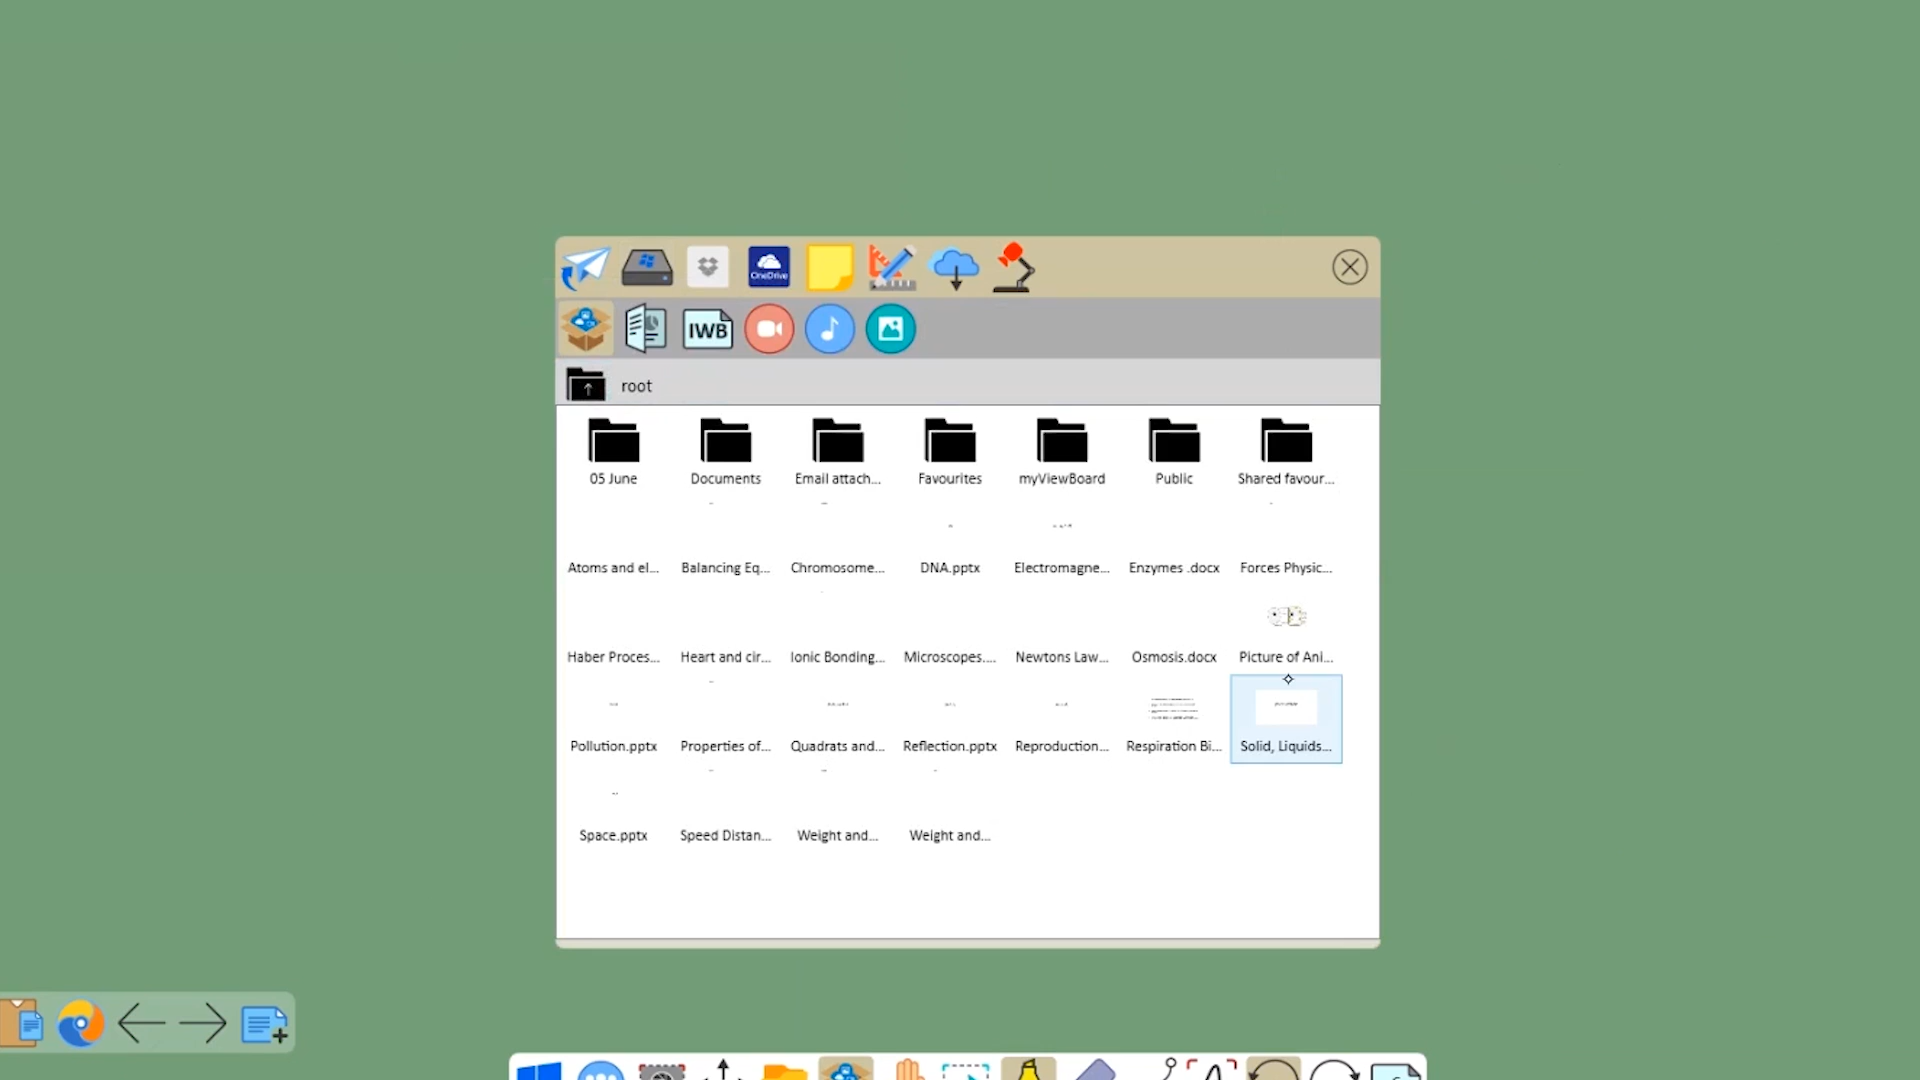 OneDrive
IWB
root
05 June Documents Email attach... Favourites myViewBoard Public Shared favour...
Atoms and el... Balancing Eq... Chromosome... DNA.pptx Electromagne... Enzymes .docx Forces Physic...
Haber Proces... Heart and cir... Ionic Bonding... Microscopes.... Newtons Law... Osmosis.docx Picture of Ani...
Pollution.pptx Properties of... Quadrats and... Reflection.pptx Reproduction... Respiration Bi... Solid, Liquids...
Space.pptx Speed Distan... Weight and... Weight and...